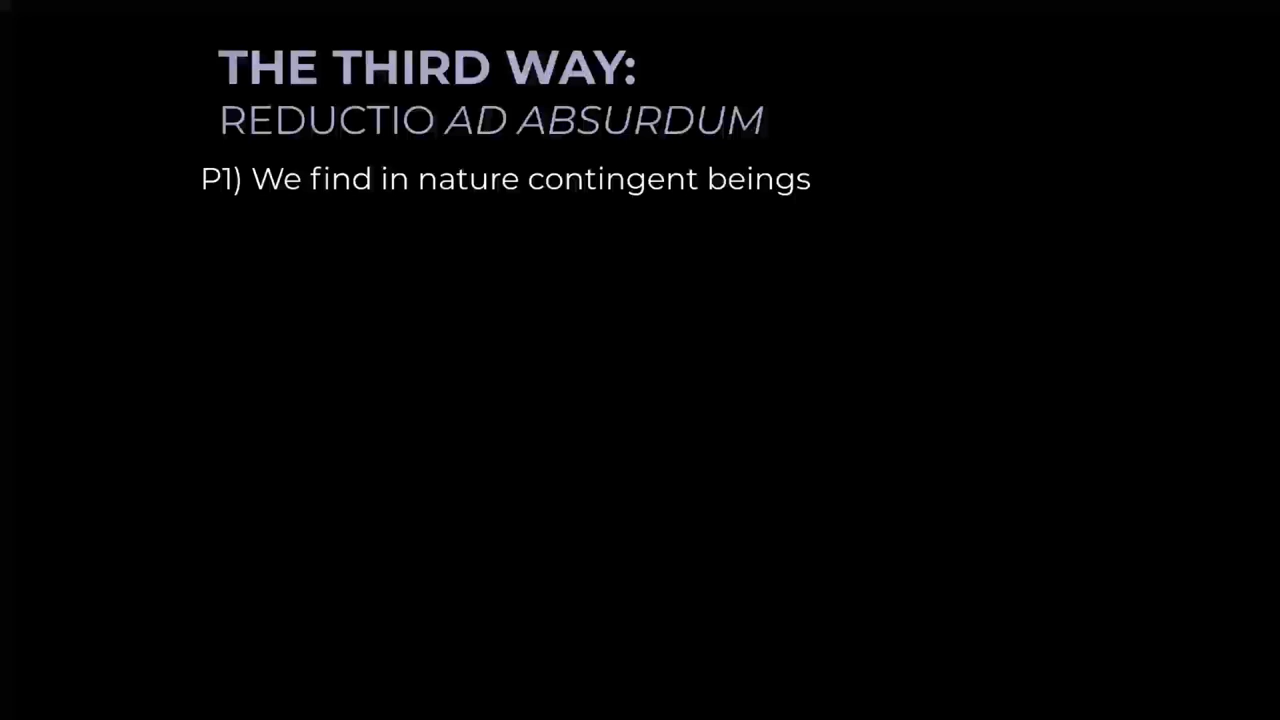 THE THIRD WAY:
REDUCTIO AD ABSURDUM
P1) We find in nature contingent beings